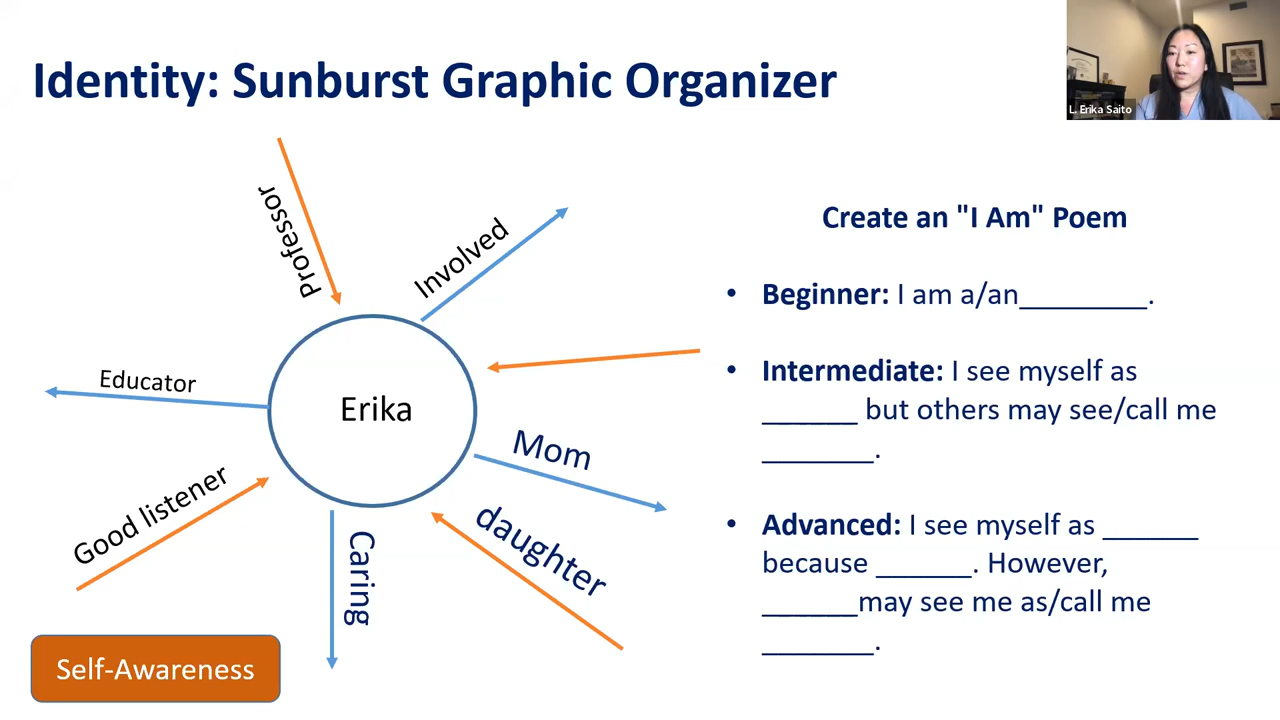 Identity: Sunburst Graphic Organizer
L. Erika Saito
Professor
Involved
Educator
Erika
Mom
Good listener
daughter
Caring
Self-Awareness
Create an "I Am" Poem
• Beginner: I am a/an_________.
• Intermediate: I see myself as
_______ but others may see/call me
________.
• Advanced: I see myself as _______
because _______. However,
_______may see me as/call me
________.